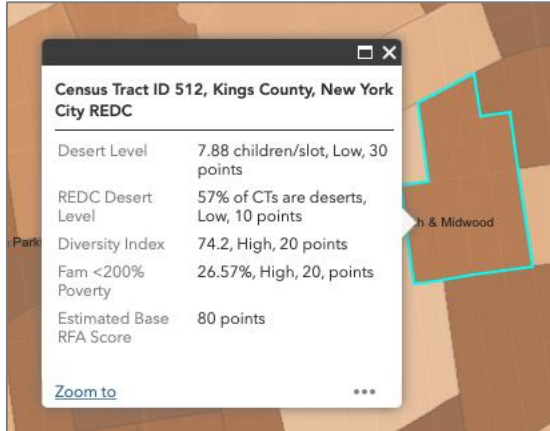 Census Tract ID 512, Kings County, New York
City REDC
Desert Level 7.88 children/slot, Low, 30
points
REDC Desert 57% of CTs are deserts,
Level Low, 10 points
Diversity Index 74.2, High, 20 points
Fam <200% 26.57%, High, 20, points
Poverty
Estimated Base 80 points
RFA Score
Zoom to
Park
h & Midwood